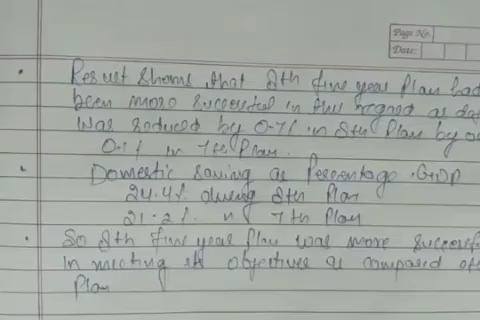 Page No.
Date:
Result shows that 8th five year Plan had
been more successful in this regard as
was reduced by 0.7% in 8th Plan by
0.1% in 7th Plan.
Domestic Saving as Percentage GDP
24.4% during 8th Plan
21.2% " 7th Plan
So 8th five year Plan was more successf
In meeting its objectives as compared of
Plan